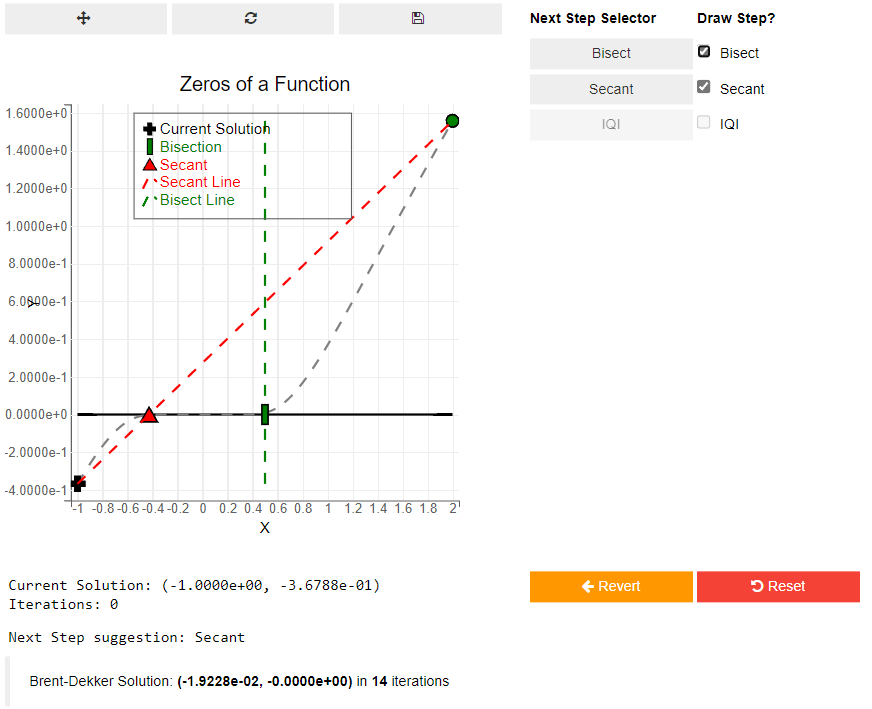 Next Step Selector Draw Step?
Bisect Bisect
Secant Secant
IQI IQI
Zeros of a Function
Current Solution
Bisection
Secant
Secant Line
Bisect Line
Y
1.6000e+0
1.4000e+0
1.2000e+0
1.0000e+0
8.0000e-1
6.0000e-1
4.0000e-1
2.0000e-1
0.0000e+0
-2.0000e-1
-4.0000e-1
-1 -0.8 -0.6 -0.4 -0.2 0 0.2 0.4 0.6 0.8 1 1.2 1.4 1.6 1.8 2
X
Current Solution: (-1.0000e+00, -3.6788e-01)
Iterations: 0
Next Step suggestion: Secant
Brent-Dekker Solution: (-1.9228e-02, -0.0000e+00) in 14 iterations
Revert Reset